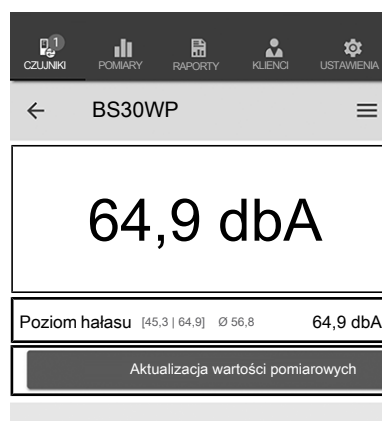 1
CZUJNIKI POMIARY RAPORTY KLIENCI USTAWIENIA
BS30WP
64,9 dbA
Poziom hałasu [45,3 | 64,9] Ø 56,8 64,9 dbA
Aktualizacja wartości pomiarowych